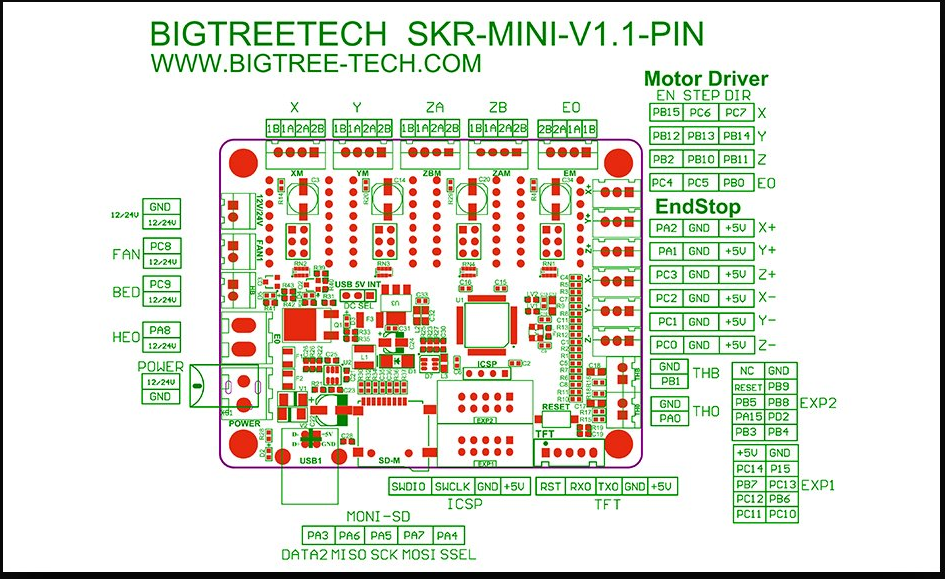 BIGTREETECH SKR-MINI-V1.1-PIN
WWW.BIGTREE-TECH.COM
Motor Driver
EN STEP DIR
PB15 PC6 PC7 X
PB12 PB13 PB14 Y
PB2 PB10 PB11 Z
PC4 PC5 PB0 E0
EndStop
PA2 GND +5V X+
PA1 GND +5V Y+
PC3 GND +5V Z+
PC2 GND +5V X-
PC1 GND +5V Y-
PC0 GND +5V Z-
GND
PB1
THB
GND
PA0
TH0
NC GND
RESET PB9
PB5 PB8
PA15 PD2
PB3 PB4
EXP2
+5V GND
PC14 P15
PB7 PC13
PC12 PB6
PC11 PC10
EXP1
X Y ZA ZB E0
1B 1A 2A 2B
1B 1A 2A 2B
1B 1A 2A 2B
1B 1A 2A 2B
2B 2A 1A 1B
XM YM ZBM ZAM EM
12/24V
GND
12/24V
FAN
PC8
12/24V
BED
PC9
12/24V
HE0
PA8
12/24V
POWER
12/24V
GND
12V/24V
FAN1
E0
POWER
USB 5V INT
DC SEL
U1
ICSP
RESET
EXP2
EXP1
TFT
SD-M
USB1
X+
Y+
Z+
X-
Y-
Z-
THB
TH0
SWDIO SWCLK GND +5V
ICSP
RST RX0 TX0 GND +5V
TFT
MONI-SD
PA3 PA6 PA5 PA7 PA4
DATA2 MISO SCK MOSI SSEL